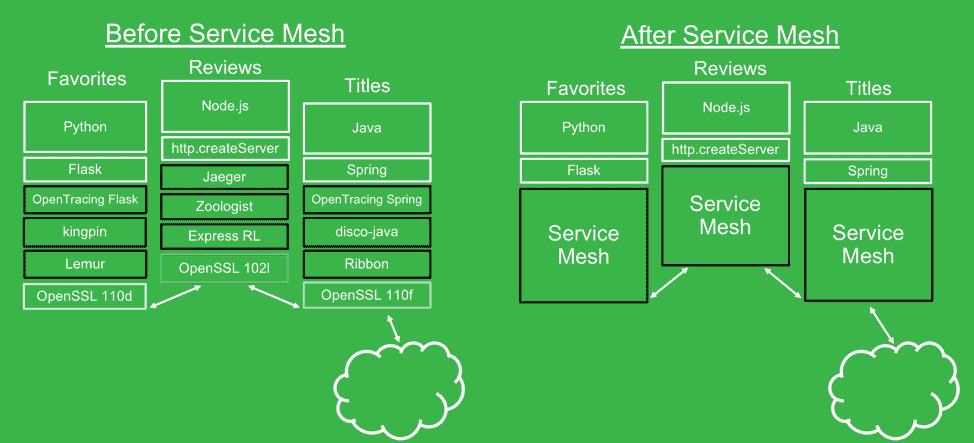 Before Service Mesh
Favorites
Python
Flask
OpenTracing Flask
kingpin
Lemur
OpenSSL 110d
Reviews
Node.js
http.createServer
Jaeger
Zoologist
Express RL
OpenSSL 102l
Titles
Java
Spring
OpenTracing Spring
disco-java
Ribbon
OpenSSL 110f
After Service Mesh
Favorites
Python
Flask
Service
Mesh
Reviews
Node.js
http.createServer
Service
Mesh
Titles
Java
Spring
Service
Mesh